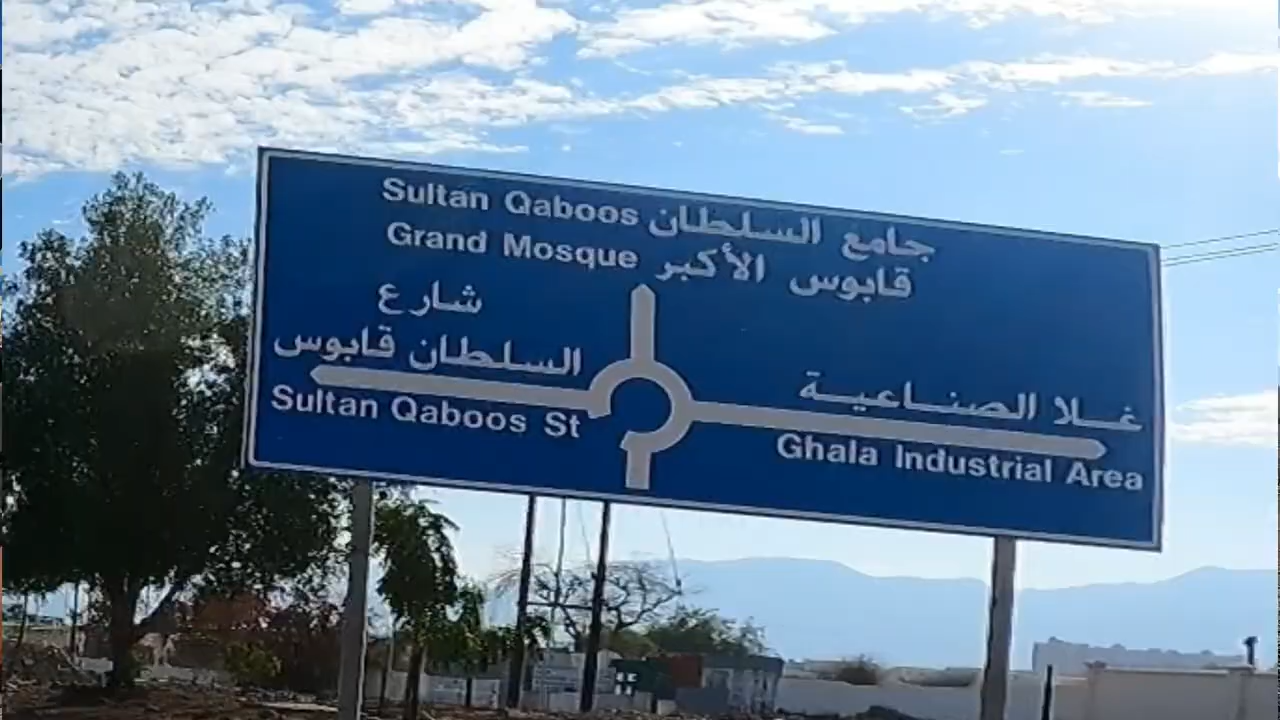 Sultan Qaboos
Grand Mosque
جامع السلطان
قابوس الأكبر
شارع
السلطان قابوس
Sultan Qaboos St
غلا الصناعية
Ghala Industrial Area